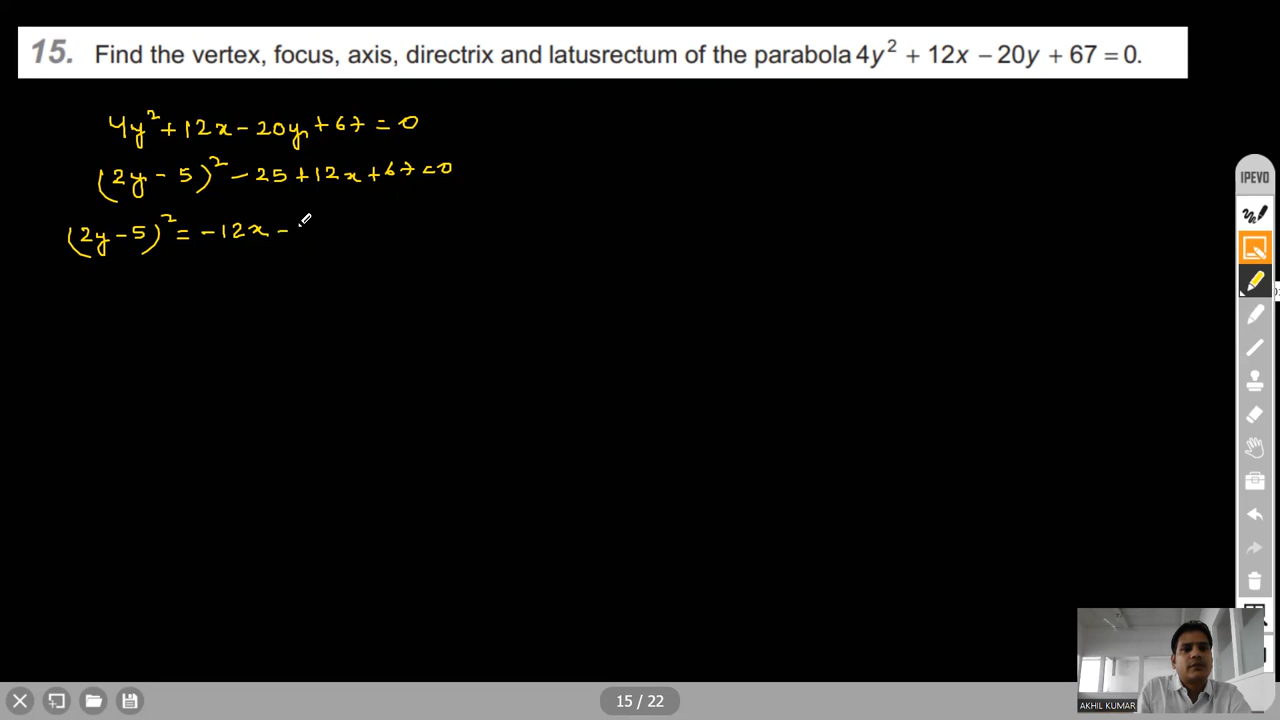 15. Find the vertex, focus, axis, directrix and latusrectum of the parabola 4y² + 12x − 20y + 67 = 0.
4y² + 12x − 20y + 67 = 0
(2y − 5)² − 25 + 12x + 67 = 0
(2y − 5)² = −12x −
IPEVO
15 / 22
AKHIL KUMAR